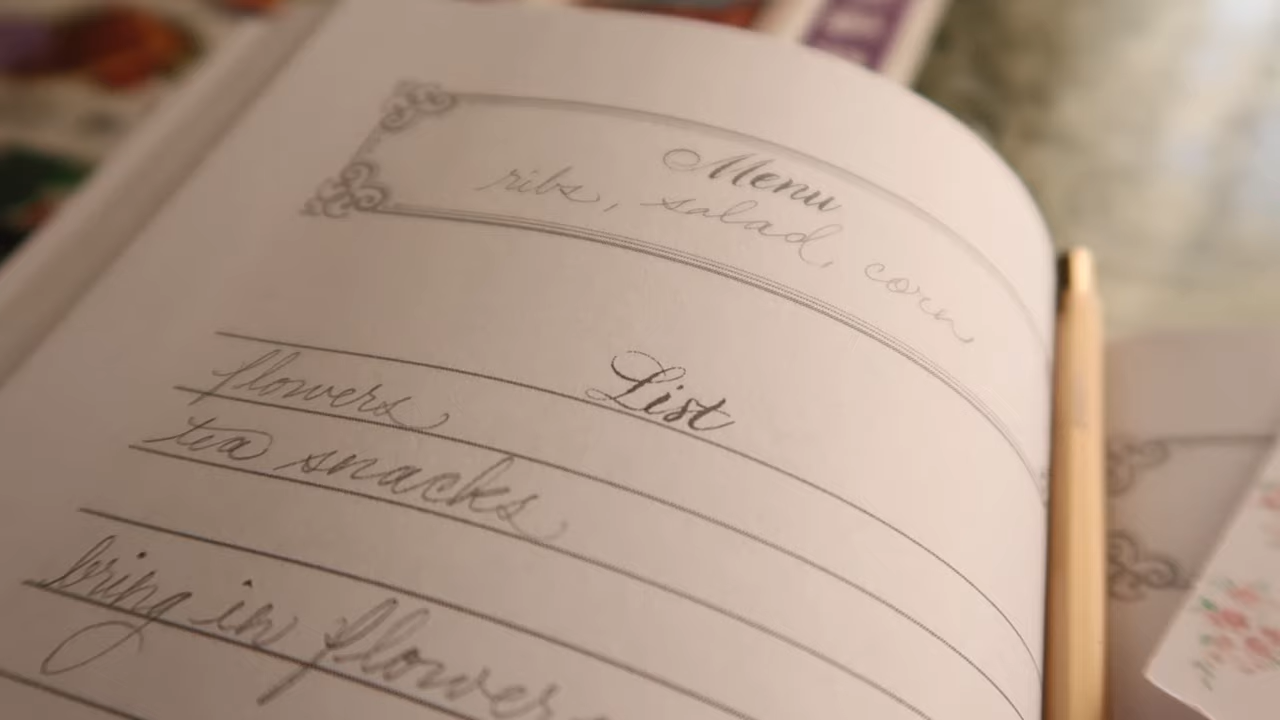 Menu
ribs, salad, corn
List
flowers
tea snacks
bring in flowers